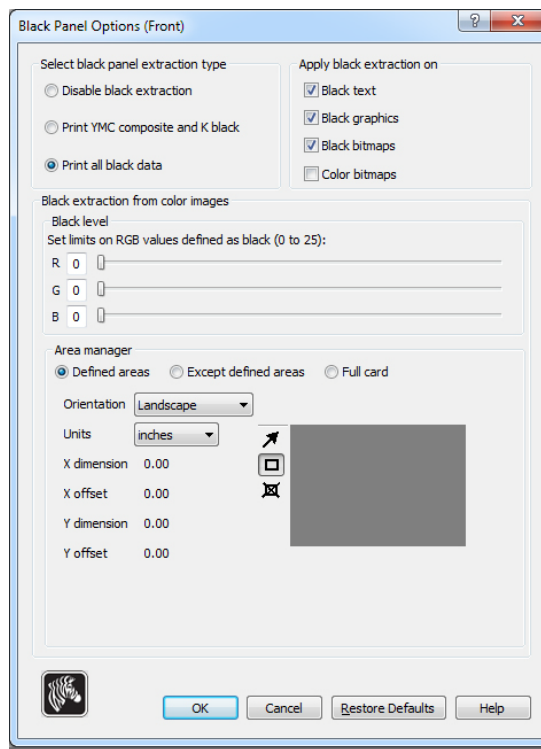 Black Panel Options (Front)
Select black panel extraction type
Disable black extraction
Print YMC composite and K black
Print all black data
Apply black extraction on
Black text
Black graphics
Black bitmaps
Color bitmaps
Black extraction from color images
Black level
Set limits on RGB values defined as black (0 to 25):
R 0
G 0
B 0
Area manager
Defined areas Except defined areas Full card
Orientation Landscape
Units inches
X dimension 0.00
X offset 0.00
Y dimension 0.00
Y offset 0.00
OK Cancel Restore Defaults Help